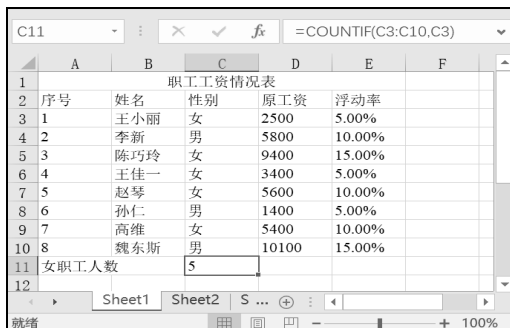 C11 =COUNTIF(C3:C10,C3)
A B C D E F
1 职工工资情况表
2 序号 姓名 性别 原工资 浮动率
3 1 王小丽 女 2500 5.00%
4 2 李新 男 5800 10.00%
5 3 陈巧玲 女 9400 15.00%
6 4 王佳一 女 3400 5.00%
7 5 赵琴 女 5600 10.00%
8 6 孙仁 男 1400 5.00%
9 7 高维 女 5400 10.00%
10 8 魏东斯 男 10100 15.00%
11 女职工人数 5
12
Sheet1 Sheet2 S ...
就绪 100%